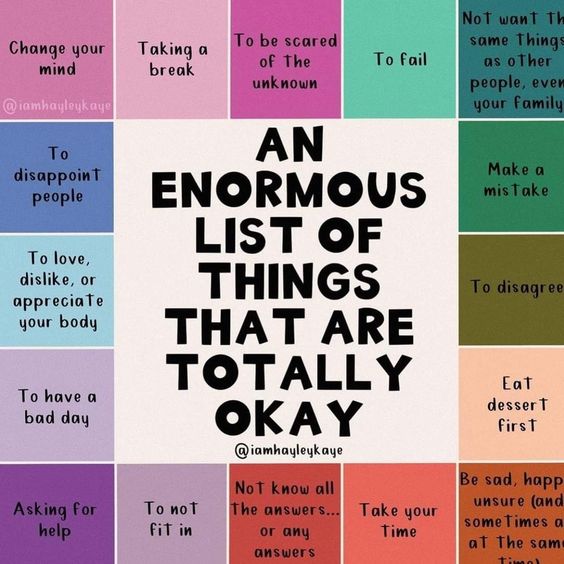 Change your
mind
@iamhayleykaye
Taking a
break
To be scared
of the
unknown
To fail
Not want
same things
as other
people, even
your family
To
disappoint
people
AN
ENORMOUS
LIST OF
THINGS
THAT ARE
TOTALLY
OKAY
@iamhayleykaye
Make a
mistake
To love,
dislike, or
appreciate
your body
To disagree
To have a
bad day
Eat
dessert
first
Asking for
help
To not
fit in
Not know all
the answers...
or any
answers
Take your
time
Be sad,
unsure (and
sometimes
at the